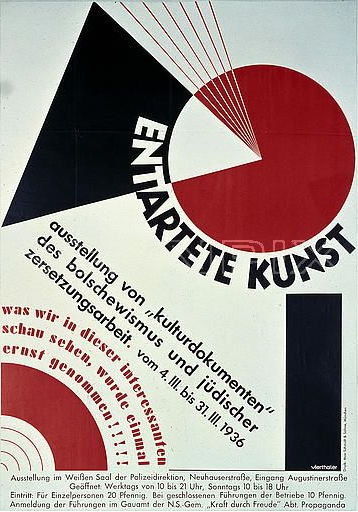 ENTARTETE KUNST
ausstellung von „kulturdokumenten"
des bolschewismus und jüdischer
zersetzungsarbeit. vom 4. III. bis 31. III. 1936
was wir in dieser interessanten
schau sehen, wurde einmal
ernst genommen!!!!!
vierthaler
Ausstellung im Weißen Saal der Polizeidirektion, Neuhauserstraße, Eingang Augustinerstraße
Geöffnet: Werktags von 10 bis 21 Uhr, Sonntags 10 bis 18 Uhr
Eintritt: Für Einzelpersonen 20 Pfennig. Bei geschlossenen Führungen der Betriebe 10 Pfennig.
Anmeldung der Führungen im Gauamt der N.S.-Gem. „Kraft durch Freude" Abt. Propaganda